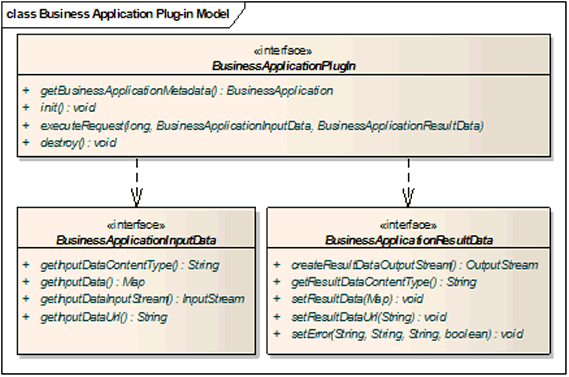 class Business Application Plug-in Model
«interface»
BusinessApplicationPlugIn
+ getBusinessApplicationMetadata() : BusinessApplication
+ init() : void
+ executeRequest(long, BusinessApplicationInputData, BusinessApplicationResultData)
+ destroy() : void
«interface»
BusinessApplicationInputData
+ getInputDataContentType() : String
+ getInputData() : Map
+ getInputDataInputStream() : InputStream
+ getInputDataUrl() : String
«interface»
BusinessApplicationResultData
+ createResultDataOutputStream() : OutputStream
+ getResultDataContentType() : String
+ setResultData(Map) : void
+ setResultDataUrl(String) : void
+ setError(String, String, String, boolean) : void